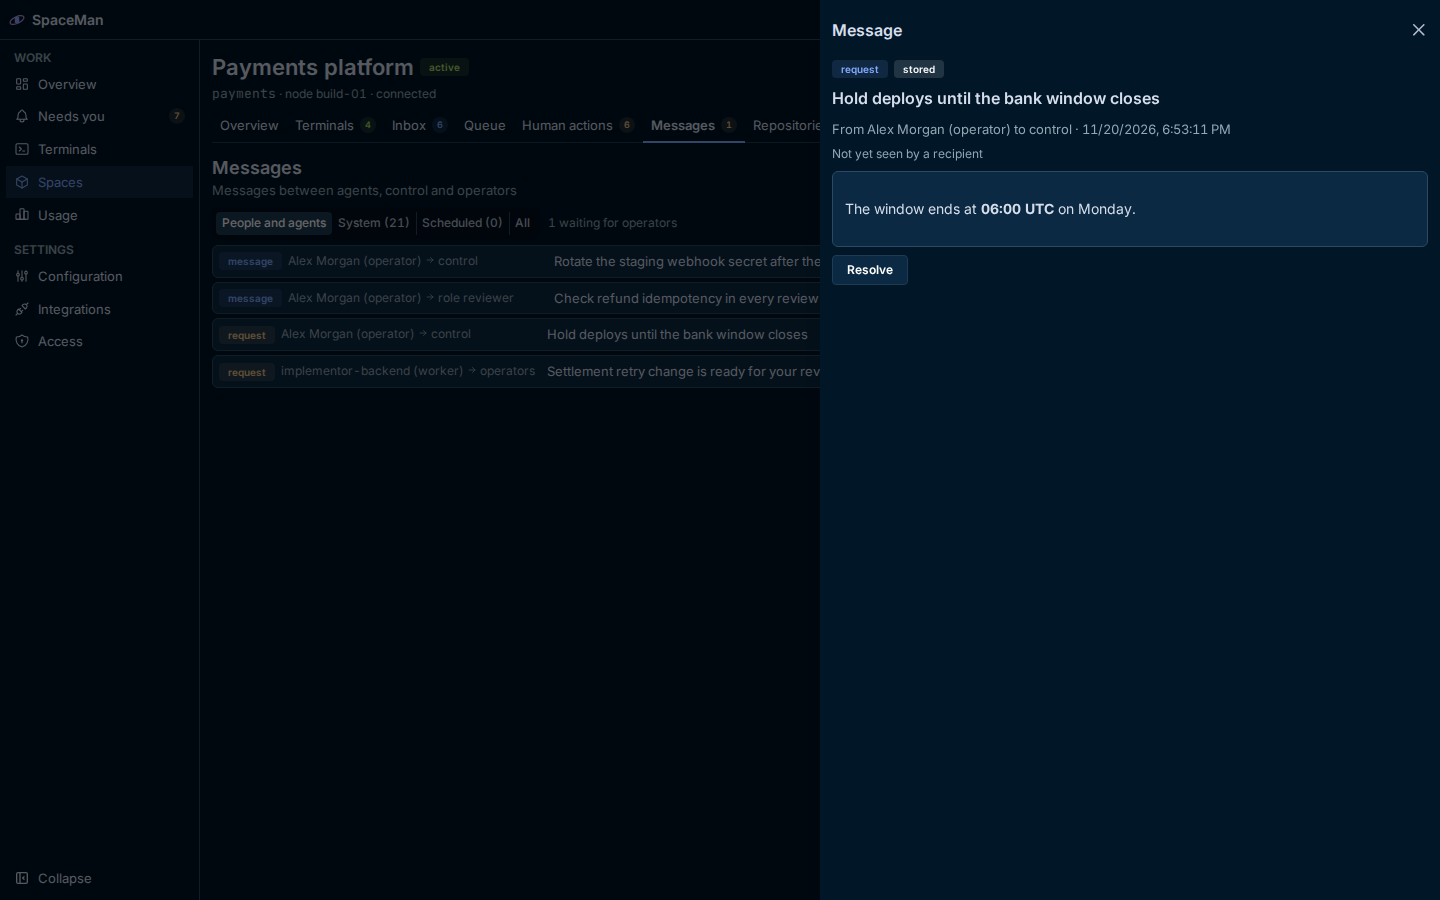 SpaceMan
WORK
Overview
Needs you 7
Terminals
Spaces
Usage
SETTINGS
Configuration
Integrations
Access
Collapse
Payments platform active
payments · node build-01 · connected
Overview Terminals 4 Inbox 6 Queue Human actions 6 Messages 1 Repositorie
Messages
Messages between agents, control and operators
People and agents System (21) Scheduled (0) All 1 waiting for operators
message Alex Morgan (operator) → control Rotate the staging webhook secret after the
message Alex Morgan (operator) → role reviewer Check refund idempotency in every review
request Alex Morgan (operator) → control Hold deploys until the bank window closes
request implementor-backend (worker) → operators Settlement retry change is ready for your rev
Message
request stored
Hold deploys until the bank window closes
From Alex Morgan (operator) to control · 11/20/2026, 6:53:11 PM
Not yet seen by a recipient
The window ends at 06:00 UTC on Monday.
Resolve